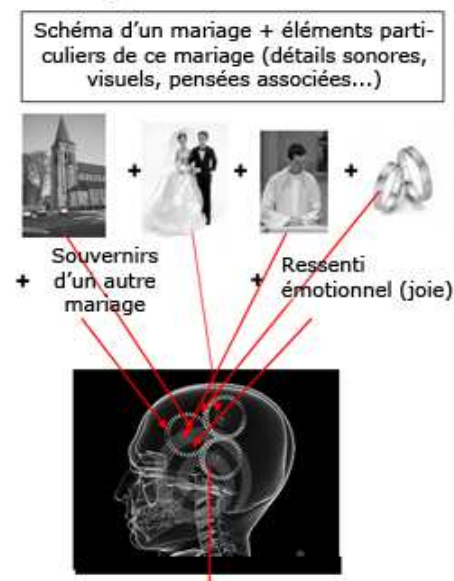 Schéma d'un mariage + éléments parti-
culiers de ce mariage (détails sonores,
visuels, pensées associées...)
+ + +
Souvenirs
+ d'un autre
mariage
+ Ressenti
émotionnel (joie)